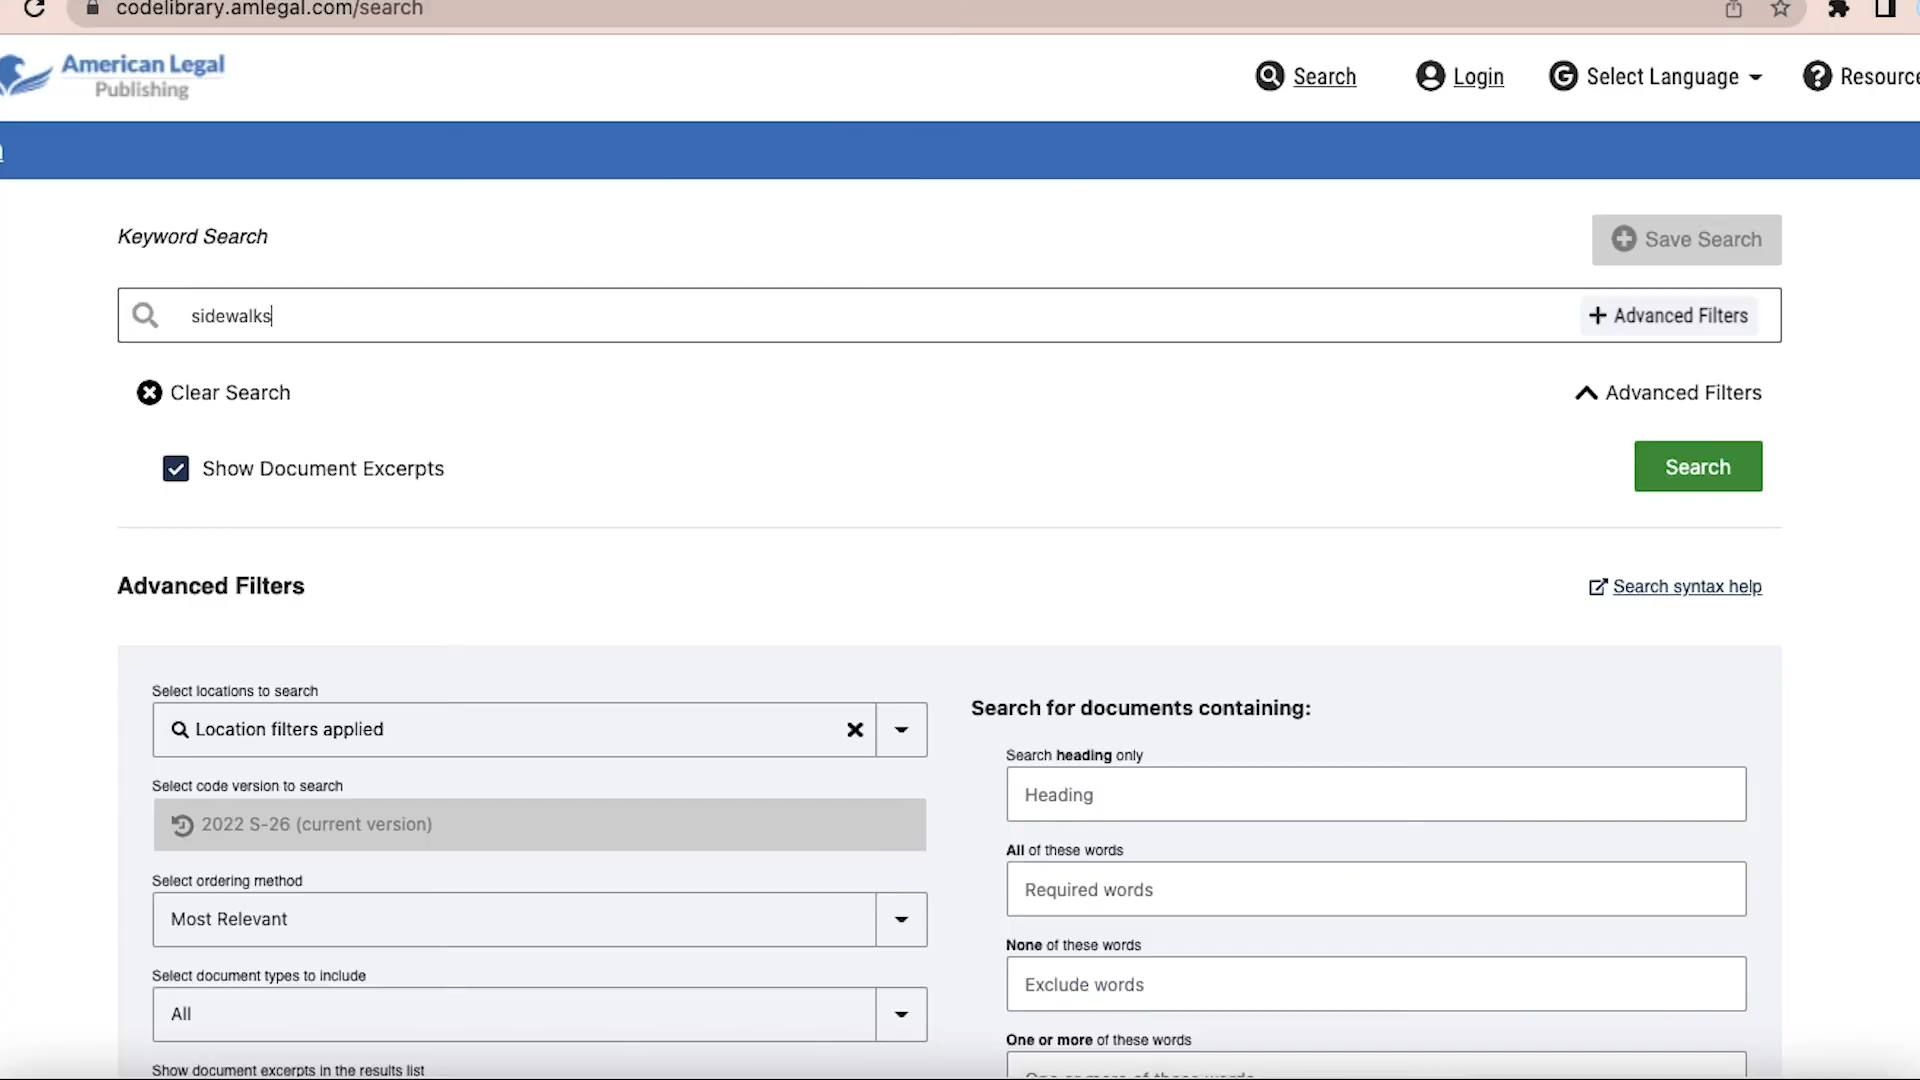 codelibrary.amlegal.com/search
American Legal
Publishing
Search
Login
Select Language
Keyword Search
Save Search
sidewalks
Advanced Filters
Clear Search
Advanced Filters
Show Document Excerpts
Search
Advanced Filters
Search syntax help
Select locations to search
Location filters applied
Select code version to search
2022 S-26 (current version)
Select ordering method
Most Relevant
Select document types to include
All
Show document excerpts in the results list
Search for documents containing:
Search heading only
Heading
All of these words
Required words
None of these words
Exclude words
One or more of these words
One or more of these words